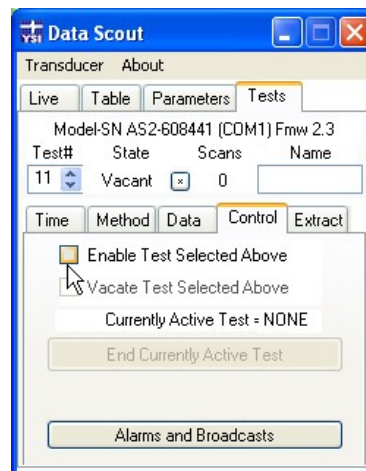 YSI Data Scout
Transducer About
Live Table Parameters Tests
Model-SN AS2-608441 (COM1) Fmw 2.3
Test# State Scans Name
11 Vacant × 0
Time Method Data Control Extract
Enable Test Selected Above
Vacate Test Selected Above
Currently Active Test = NONE
End Currently Active Test
Alarms and Broadcasts